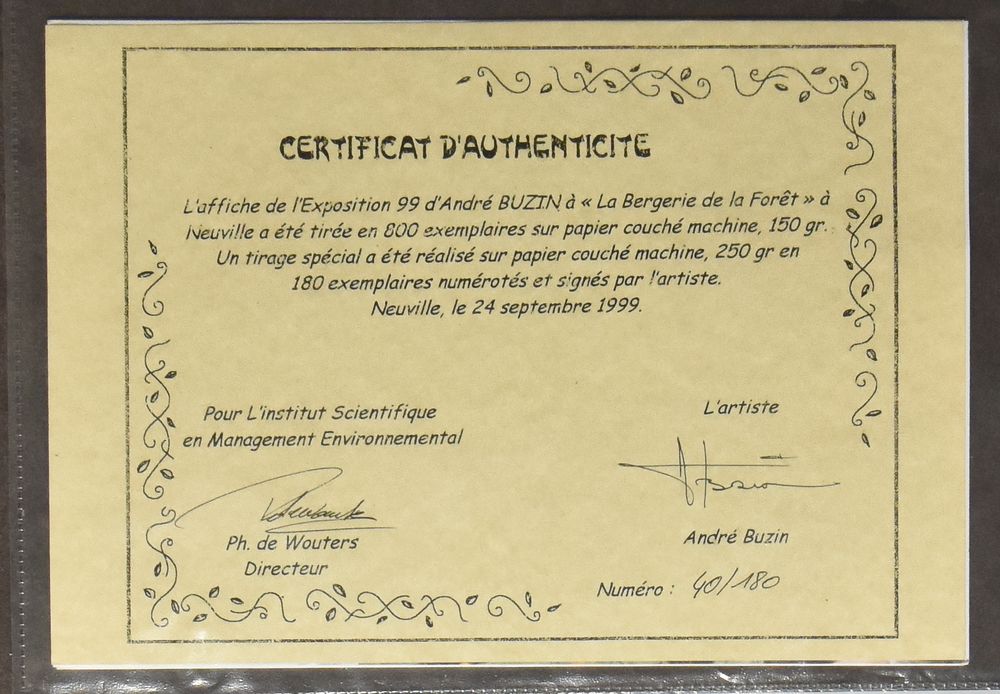 CERTIFICAT D'AUTHENTICITE
L'affiche de l'Exposition 99 d'André BUZIN à « La Bergerie de la Forêt » à
Neuville a été tirée en 800 exemplaires sur papier couché machine, 150 gr.
Un tirage spécial a été réalisé sur papier couché machine, 250 gr en
180 exemplaires numérotés et signés par l'artiste.
Neuville, le 24 septembre 1999.
Pour L'institut Scientifique
en Management Environnemental
L'artiste
Ph. de Wouters
Directeur
André Buzin
Numéro : 40/180